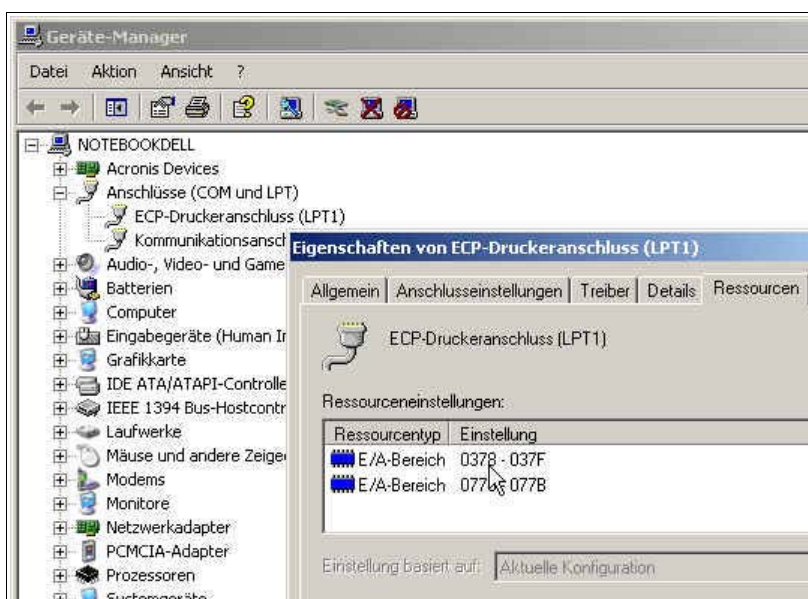 Geräte-Manager
Datei Aktion Ansicht ?
NOTEBOOKDELL
Acronis Devices
Anschlüsse (COM und LPT)
ECP-Druckeranschluss (LPT1)
Kommunikationsansch
Audio-, Video- und Game
Batterien
Computer
Eingabegeräte (Human In
Grafikkarte
IDE ATA/ATAPI-Controlle
IEEE 1394 Bus-Hostcontr
Laufwerke
Mäuse und andere Zeige
Modems
Monitore
Netzwerkadapter
PCMCIA-Adapter
Prozessoren
Systemgeräte
Eigenschaften von ECP-Druckeranschluss (LPT1)
Allgemein Anschlusseinstellungen Treiber Details Ressourcen
ECP-Druckeranschluss (LPT1)
Ressourceneinstellungen:
Ressourcentyp Einstellung
E/A-Bereich 0378 - 037F
E/A-Bereich 077B
Einstellung basiert auf: Aktuelle Konfiguration